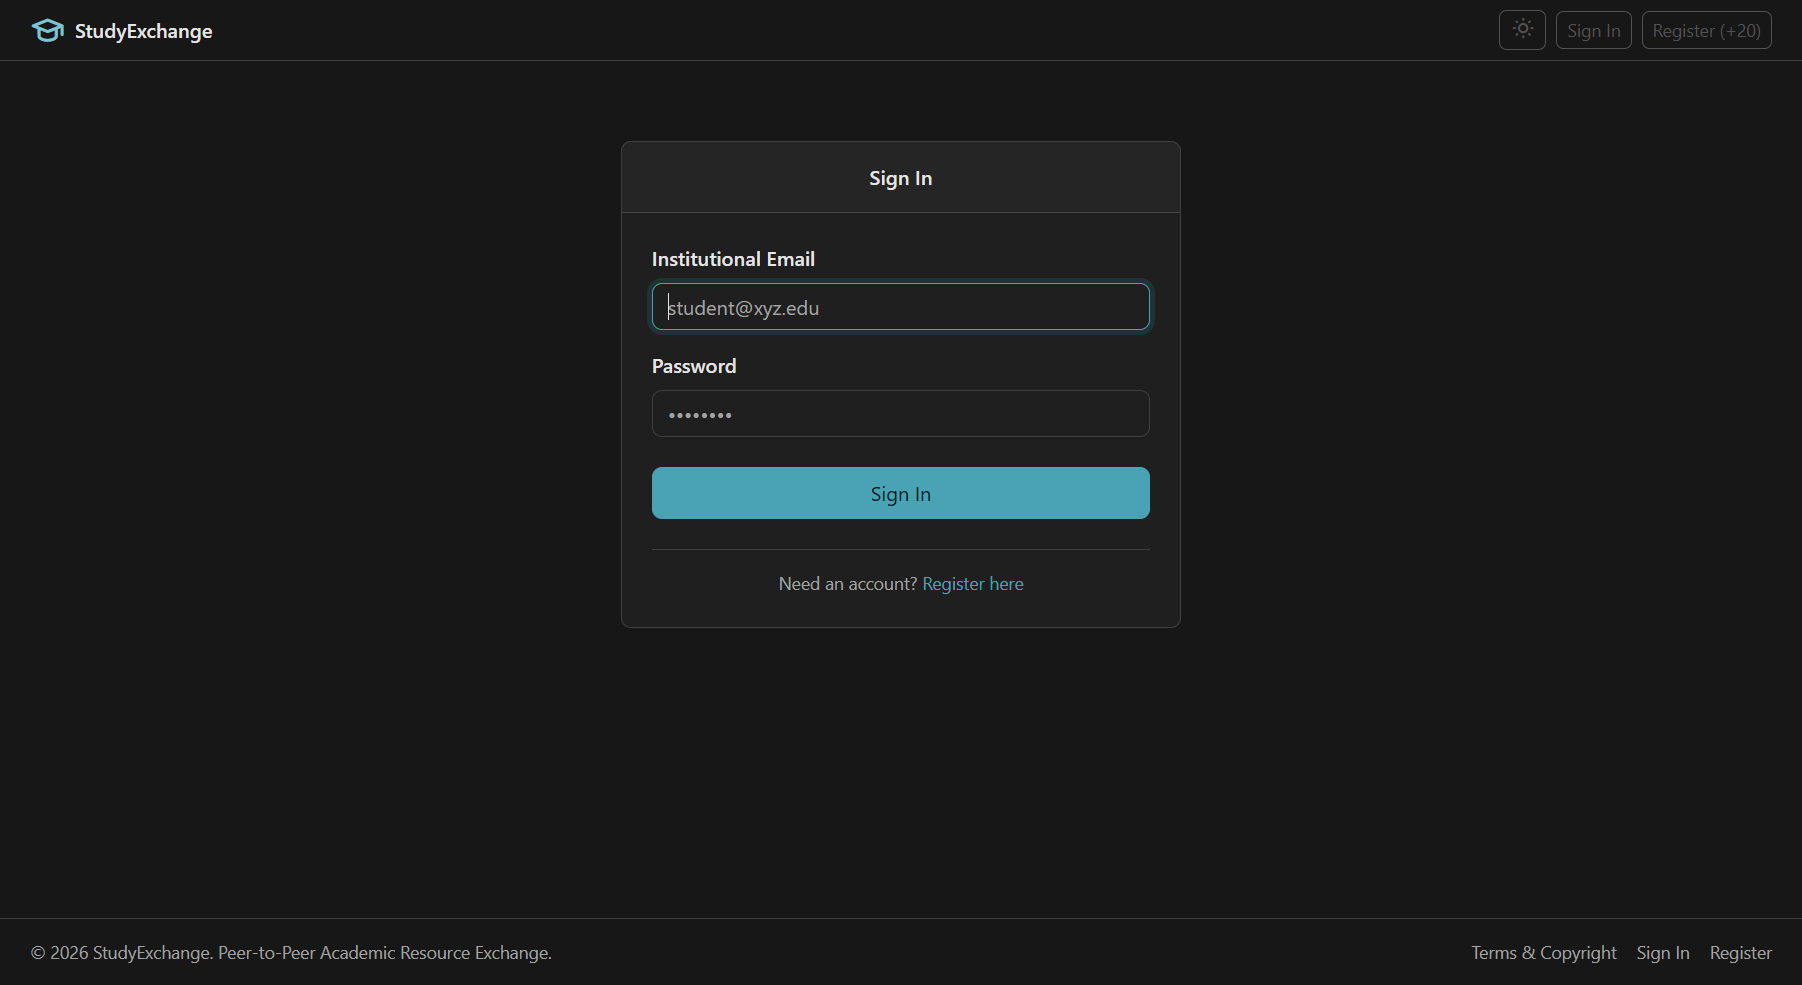 StudyExchange
Sign In
Register (+20)
Sign In
Institutional Email
student@xyz.edu
Password
••••••••
Sign In
Need an account? Register here
© 2026 StudyExchange. Peer-to-Peer Academic Resource Exchange.
Terms & Copyright
Sign In
Register